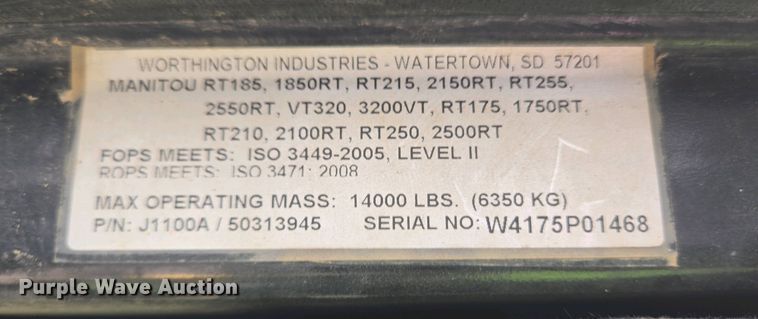 WORTHINGTON INDUSTRIES - WATERTOWN, SD 57201
MANITOU RT185, 1850RT, RT215, 2150RT, RT255,
2550RT, VT320, 3200VT, RT175, 1750RT,
RT210, 2100RT, RT250, 2500RT
FOPS MEETS: ISO 3449-2005, LEVEL II
ROPS MEETS: ISO 3471: 2008
MAX OPERATING MASS: 14000 LBS. (6350 KG)
P/N: J1100A / 50313945 SERIAL NO: W4175P01468
Purple Wave Auction